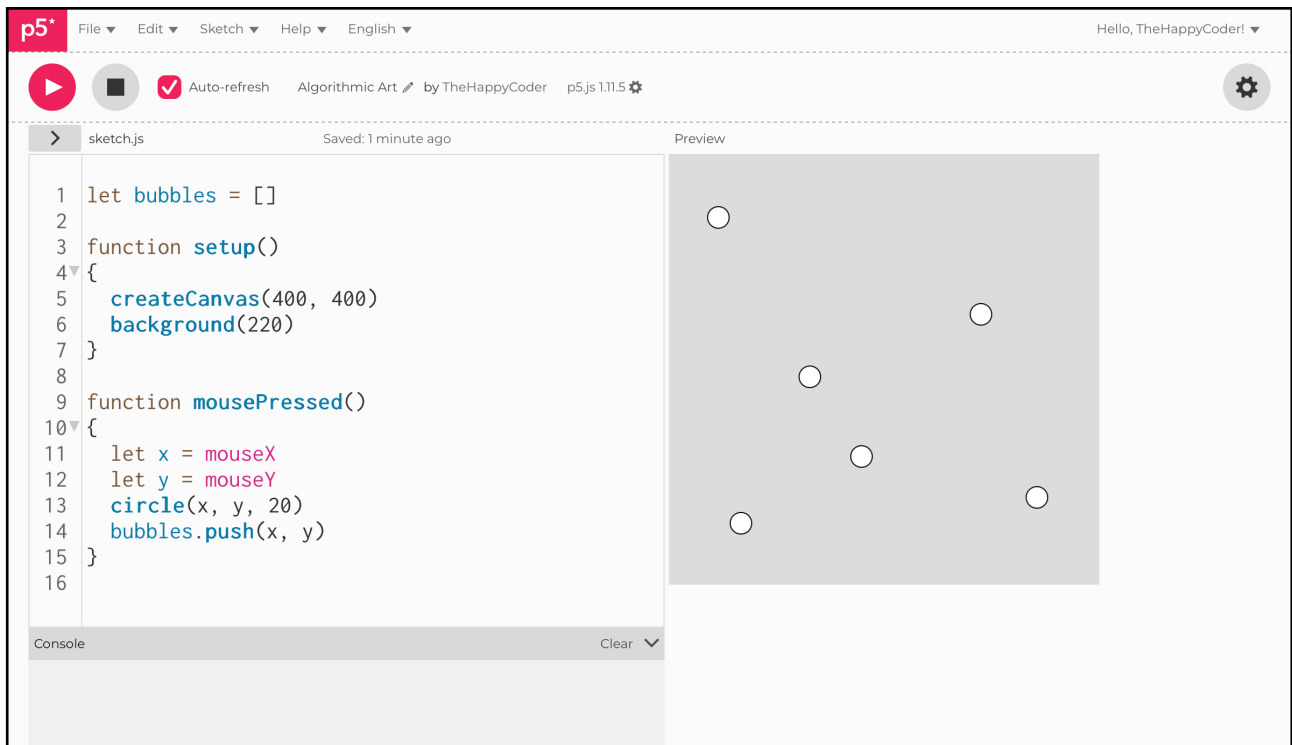 p5* File Edit Sketch Help English Hello, TheHappyCoder!
Auto-refresh Algorithmic Art by TheHappyCoder p5.js 1.11.5
sketch.js Saved: 1 minute ago Preview
1 let bubbles = []
2
3 function setup()
4 {
5 createCanvas(400, 400)
6 background(220)
7 }
8
9 function mousePressed()
10 {
11 let x = mouseX
12 let y = mouseY
13 circle(x, y, 20)
14 bubbles.push(x, y)
15 }
16
Console Clear